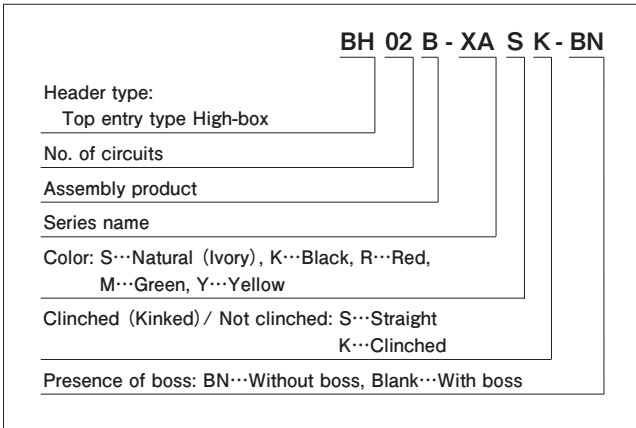 BH 02 B - XA S K - BN
Header type:
Top entry type High-box
No. of circuits
Assembly product
Series name
Color: S⋯Natural (Ivory), K⋯Black, R⋯Red,
M⋯Green, Y⋯Yellow
Clinched (Kinked) / Not clinched: S⋯Straight
K⋯Clinched
Presence of boss: BN⋯Without boss, Blank⋯With boss